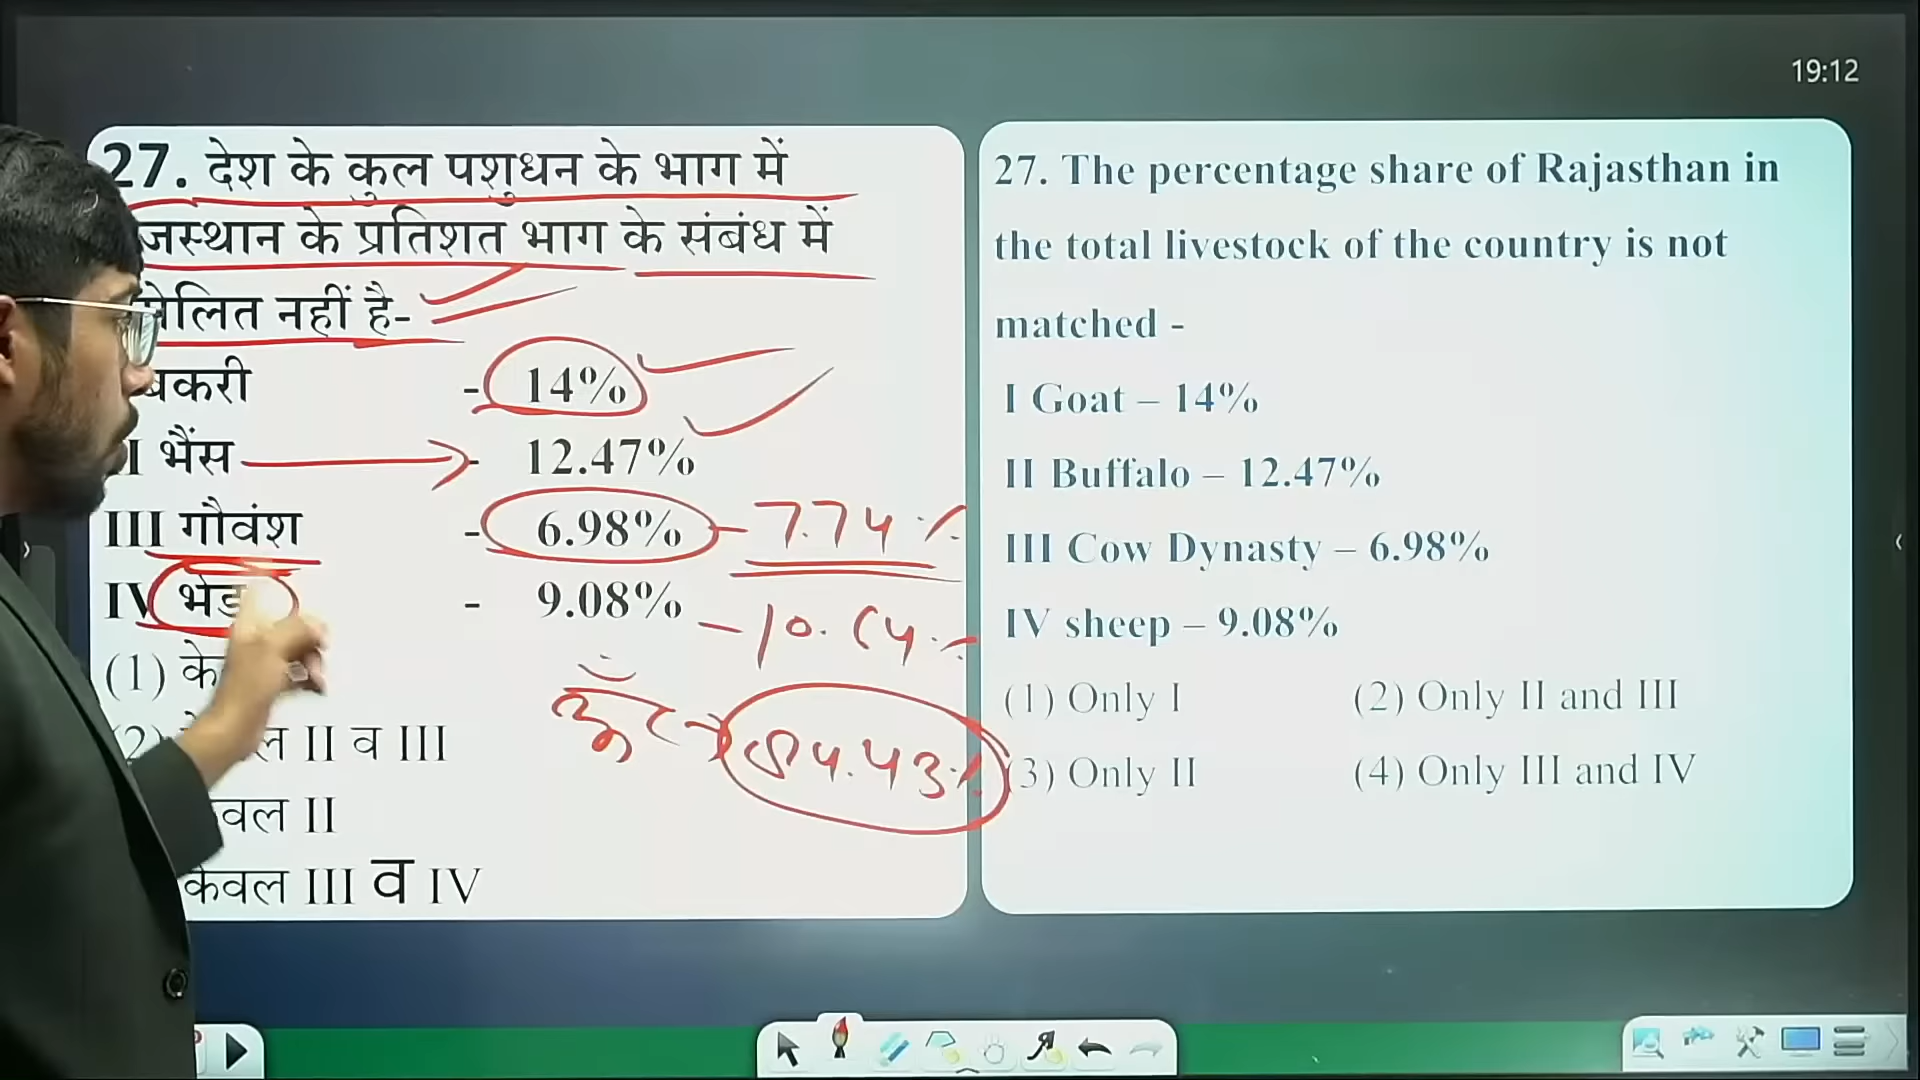 19:12
27. देश के कुल पशुधन के भाग में
जस्थान के प्रतिशत भाग के संबंध में
मेलित नहीं है-
बकरी - 14%
I भैंस - 12.47%
III गौवंश - 6.98% - 7.74%
IV भेड - 9.08% - 10.64%
ऊँट → 84.43%
(1) के
(2) ल II व III
वल II
केवल III व IV
27. The percentage share of Rajasthan in
the total livestock of the country is not
matched -
I Goat – 14%
II Buffalo – 12.47%
III Cow Dynasty – 6.98%
IV sheep – 9.08%
(1) Only I (2) Only II and III
(3) Only II (4) Only III and IV